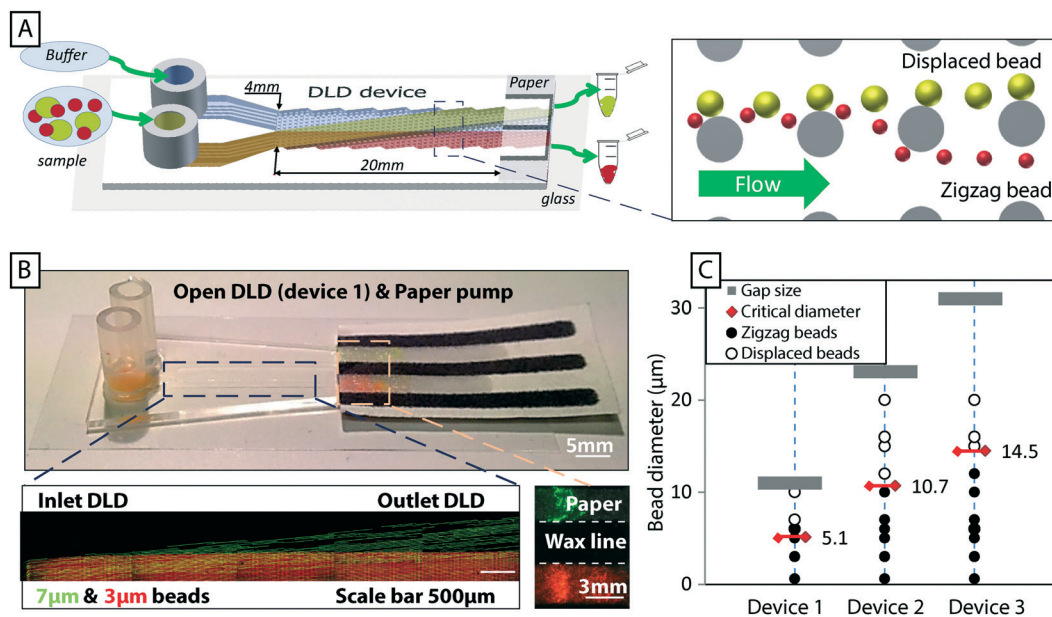 A
Buffer
sample
4mm
DLD device
20mm
Paper
glass
Displaced bead
Flow
Zigzag bead
B
Open DLD (device 1) & Paper pump
5mm
Inlet DLD
Outlet DLD
7μm & 3μm beads
Scale bar 500μm
Paper
Wax line
3mm
C
Gap size
Critical diameter
Zigzag beads
Displaced beads
Bead diameter (μm)
30
20
10
0
5.1
10.7
14.5
Device 1
Device 2
Device 3